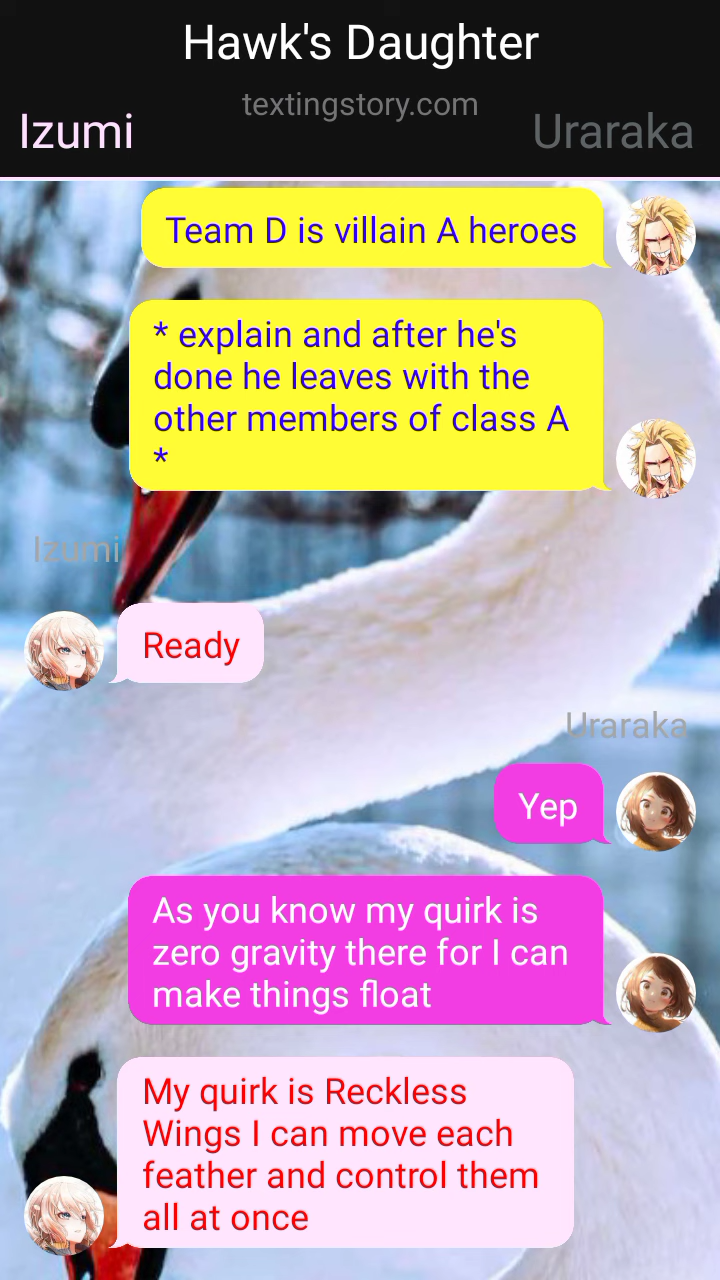 Hawk's Daughter
textingstory.com
Izumi
Uraraka
Team D is villain A heroes
* explain and after he's
done he leaves with the
other members of class A
*
Izumi
Ready
Uraraka
Yep
As you know my quirk is
zero gravity there for I can
make things float
My quirk is Reckless
Wings I can move each
feather and control them
all at once